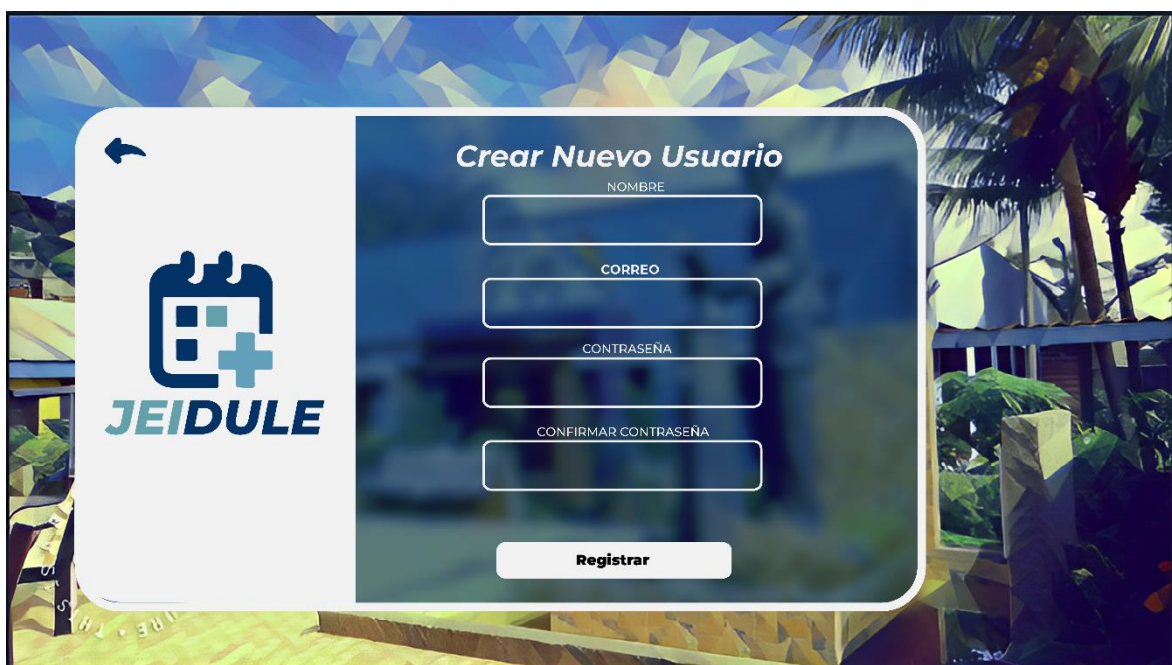 Crear Nuevo Usuario
NOMBRE
CORREO
CONTRASEÑA
CONFIRMAR CONTRASEÑA
Registrar
JEIDULE